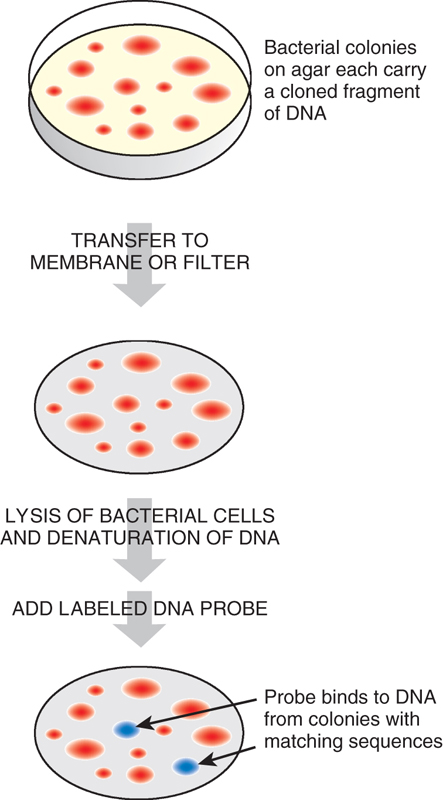 Bacterial colonies
on agar each carry
a cloned fragment
of DNA
TRANSFER TO
MEMBRANE OR FILTER
LYSIS OF BACTERIAL CELLS
AND DENATURATION OF DNA
ADD LABELED DNA PROBE
Probe binds to DNA
from colonies with
matching sequences